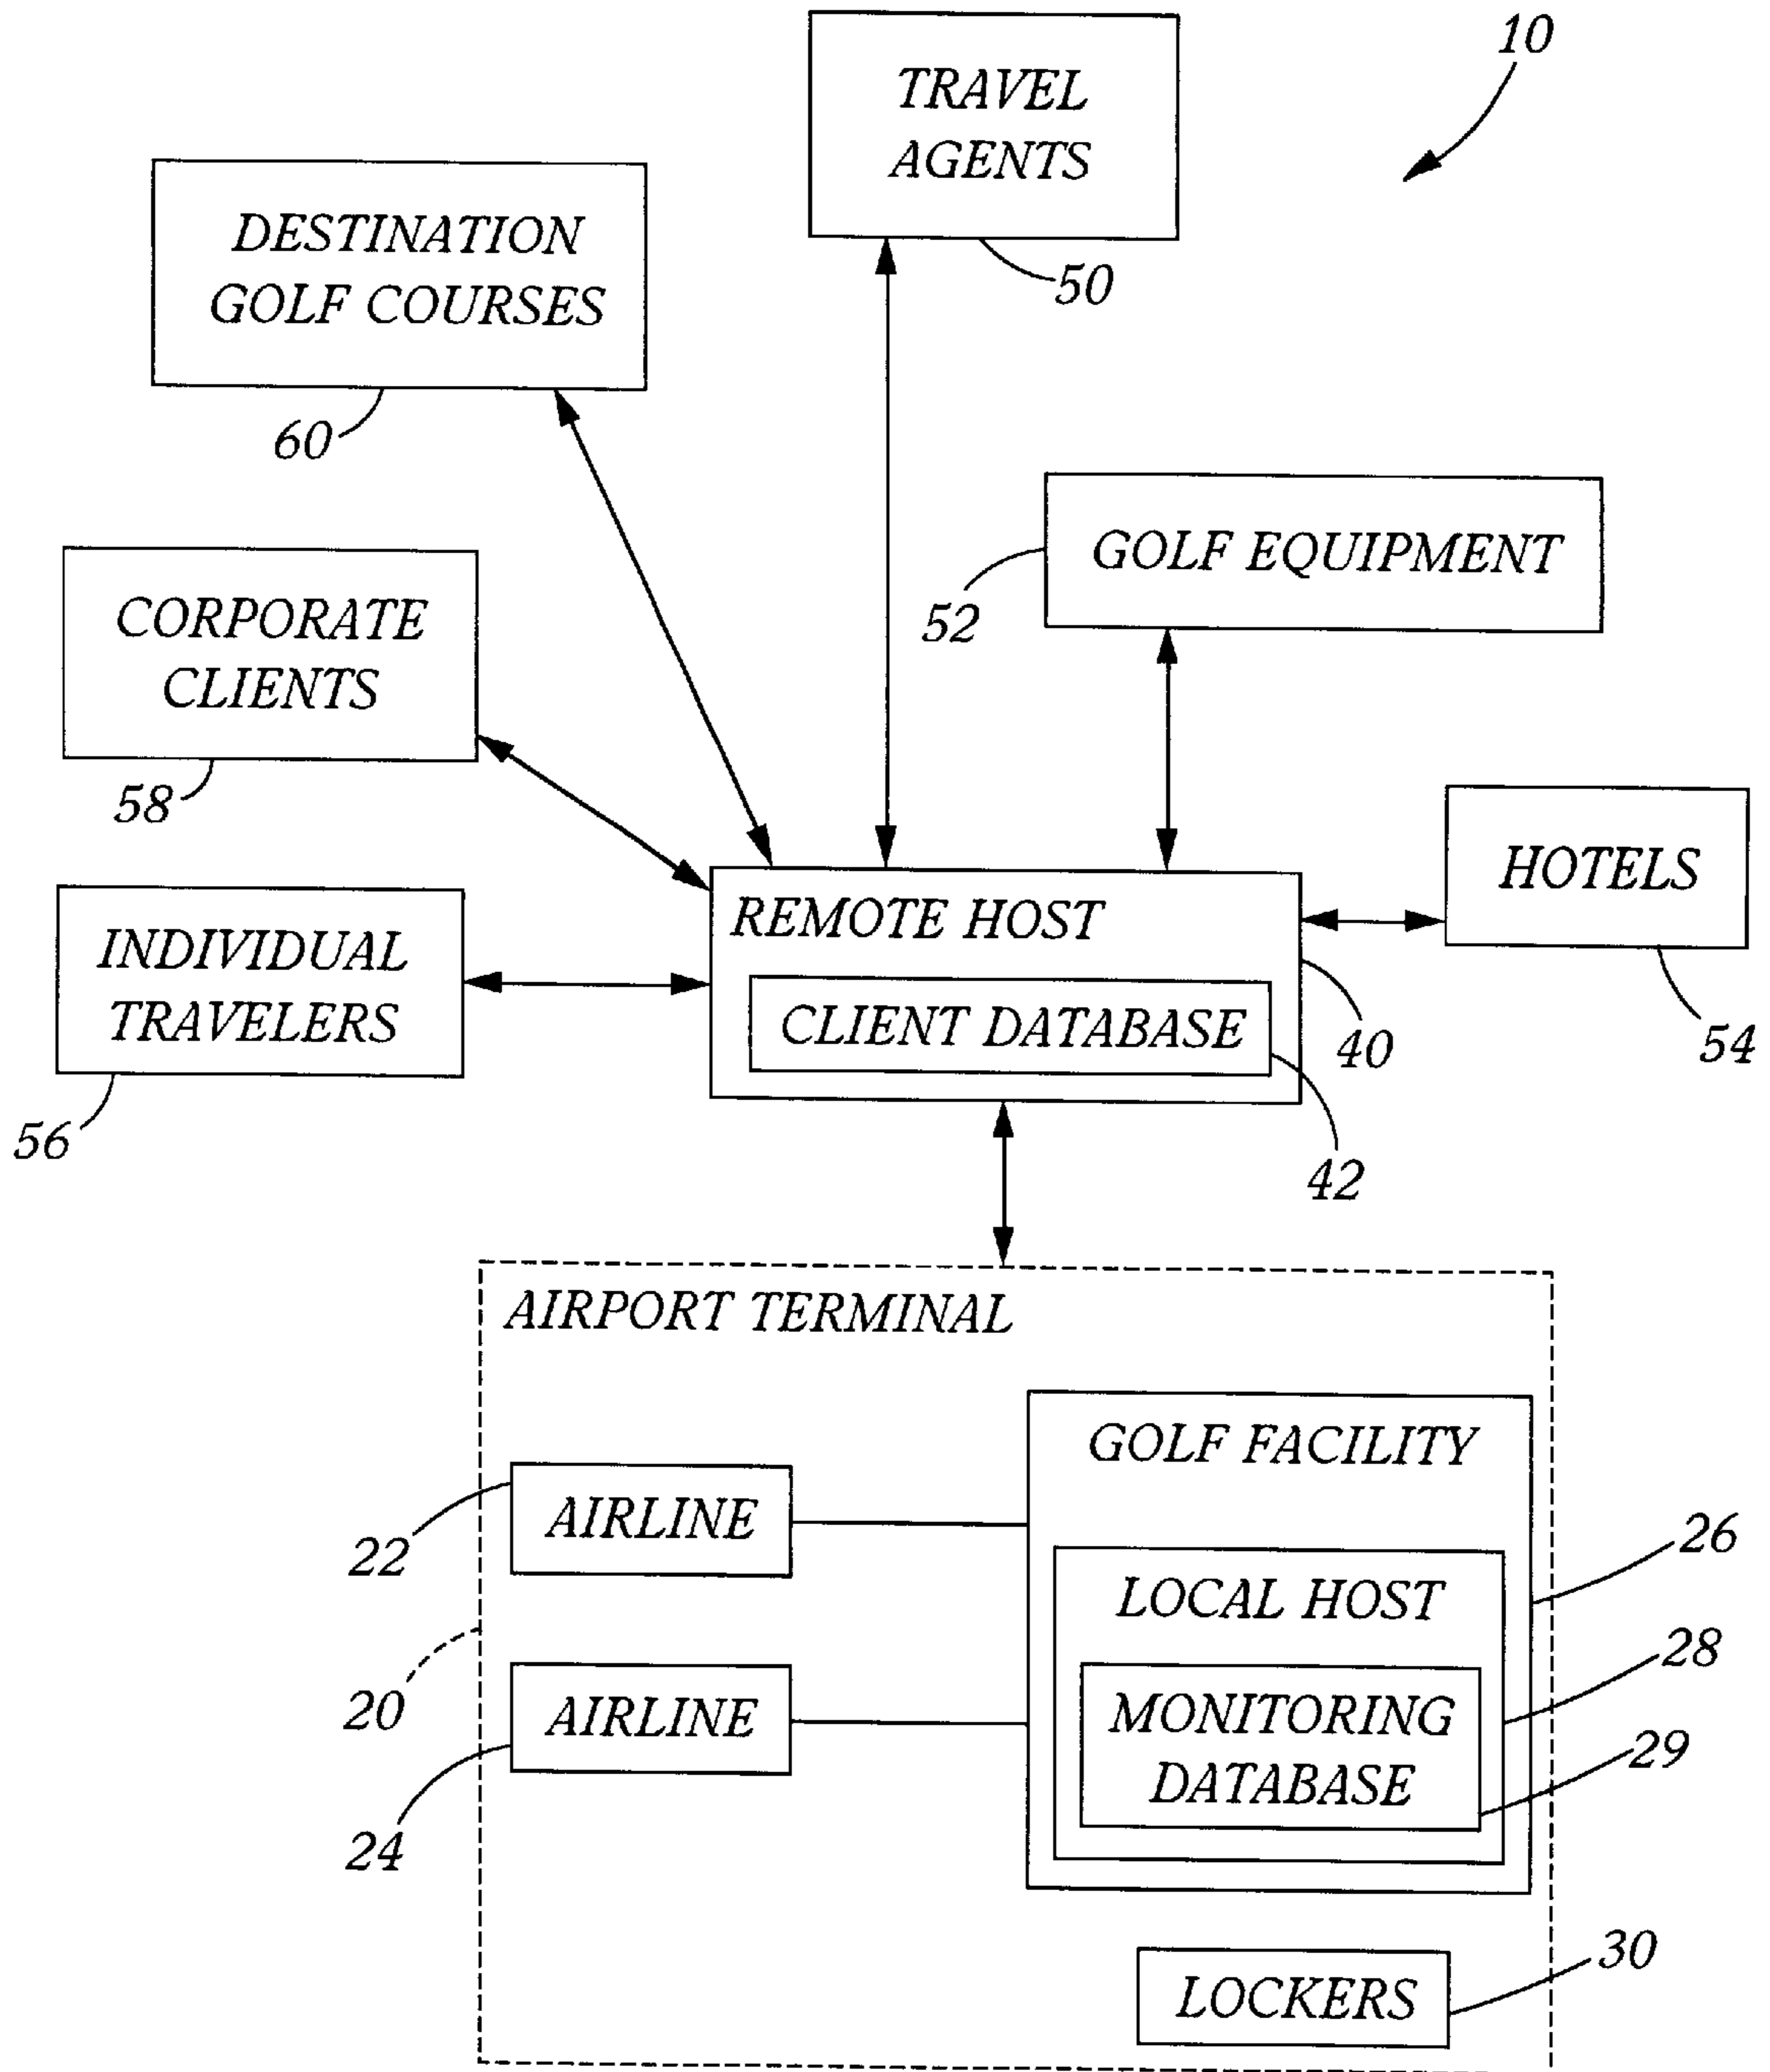 10
TRAVEL
AGENTS
50
DESTINATION
GOLF COURSES
60
GOLF EQUIPMENT
52
CORPORATE
CLIENTS
58
HOTELS
54
INDIVIDUAL
TRAVELERS
56
REMOTE HOST
CLIENT DATABASE
40
42
AIRPORT TERMINAL
GOLF FACILITY
AIRLINE
22
26
LOCAL HOST
28
20
AIRLINE
MONITORING
DATABASE
29
24
LOCKERS
30